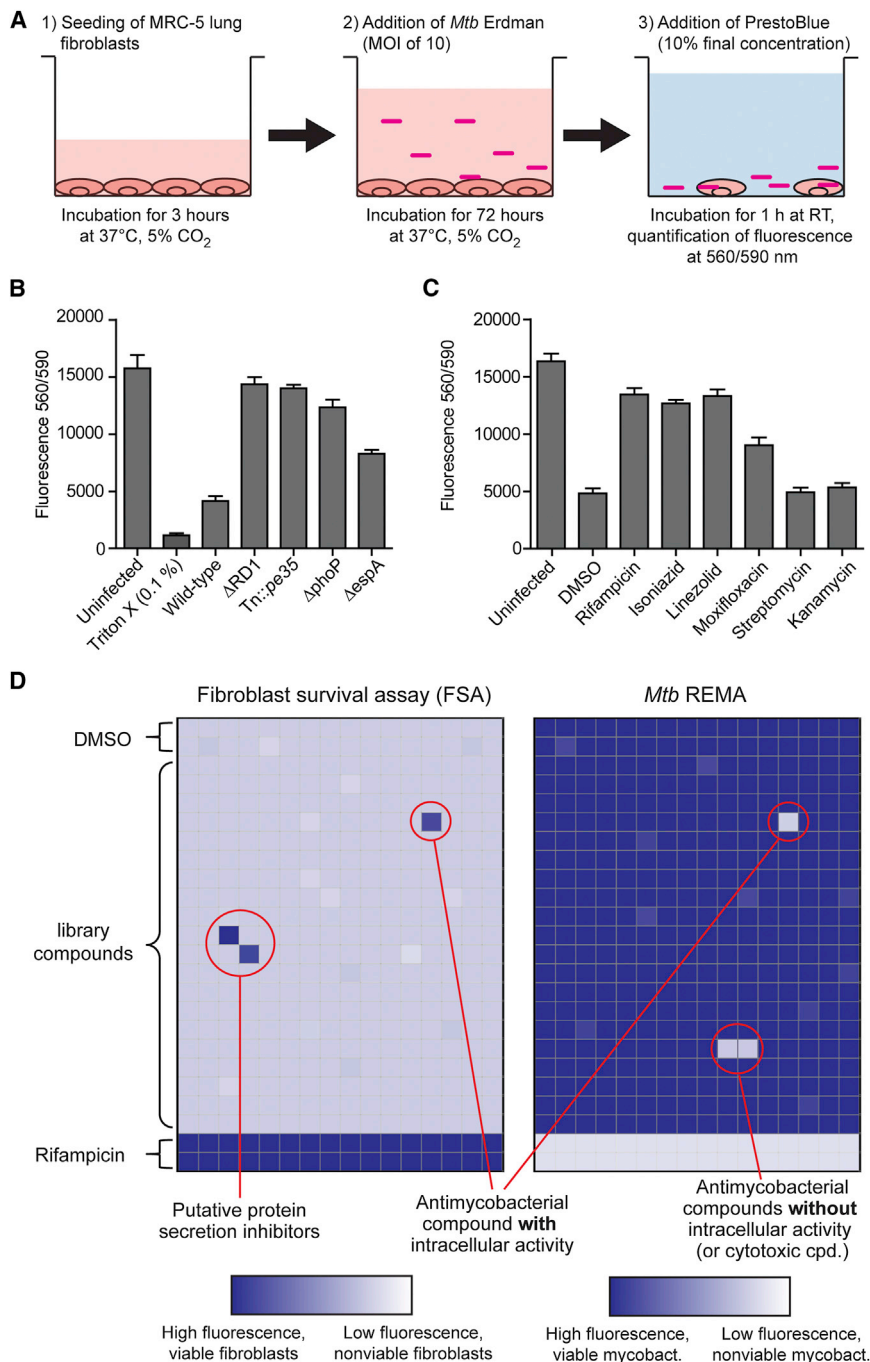 A
1) Seeding of MRC-5 lung
fibroblasts
2) Addition of Mtb Erdman
(MOI of 10)
3) Addition of PrestoBlue
(10% final concentration)
Incubation for 3 hours
at 37°C, 5% CO₂
Incubation for 72 hours
at 37°C, 5% CO₂
Incubation for 1 h at RT,
quantification of fluorescence
at 560/590 nm
B
Fluorescence 560/590
20000
15000
10000
5000
0
Uninfected
Triton X (0.1 %)
Wild-type
ΔRD1
Tn::pe35
ΔphoP
ΔespA
C
Fluorescence 560/590
20000
15000
10000
5000
0
Uninfected
DMSO
Rifampicin
Isoniazid
Linezolid
Moxifloxacin
Streptomycin
Kanamycin
D
Fibroblast survival assay (FSA)
Mtb REMA
DMSO
library
compounds
Rifampicin
Putative protein
secretion inhibitors
Antimycobacterial
compound with
intracellular activity
Antimycobacterial
compounds without
intracellular activity
(or cytotoxic cpd.)
High fluorescence,
viable fibroblasts
Low fluorescence,
nonviable fibroblasts
High fluorescence,
viable mycobact.
Low fluorescence,
nonviable mycobact.